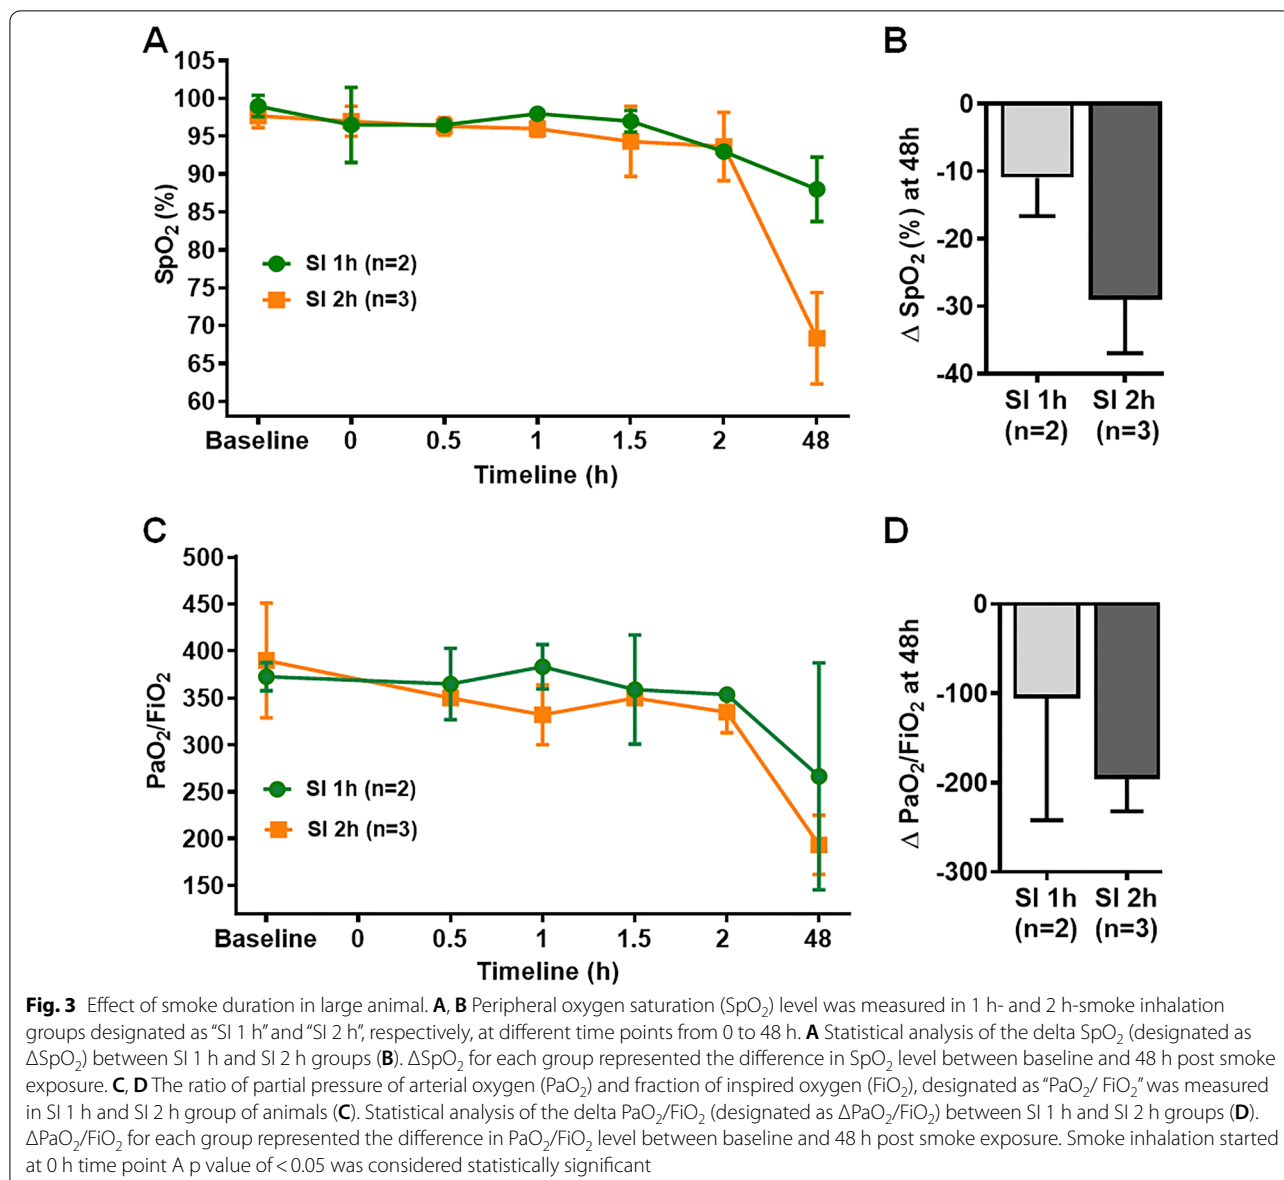 A
105
100
95
90
85
80
75
70
65
60
SpO2 (%)
SI 1h (n=2)
SI 2h (n=3)
Baseline 0 0.5 1 1.5 2 48
Timeline (h)
B
0
-10
-20
-30
-40
Δ SpO2 (%) at 48h
SI 1h SI 2h
(n=2) (n=3)
C
500
450
400
350
300
250
200
150
PaO2/FiO2
SI 1h (n=2)
SI 2h (n=3)
Baseline 0 0.5 1 1.5 2 48
Timeline (h)
D
0
-100
-200
-300
Δ PaO2/FiO2 at 48h
SI 1h SI 2h
(n=2) (n=3)
Fig. 3 Effect of smoke duration in large animal. A, B Peripheral oxygen saturation (SpO2) level was measured in 1 h- and 2 h-smoke inhalation
groups designated as “SI 1 h” and “SI 2 h”, respectively, at different time points from 0 to 48 h. A Statistical analysis of the delta SpO2 (designated as
ΔSpO2) between SI 1 h and SI 2 h groups (B). ΔSpO2 for each group represented the difference in SpO2 level between baseline and 48 h post smoke
exposure. C, D The ratio of partial pressure of arterial oxygen (PaO2) and fraction of inspired oxygen (FiO2), designated as “PaO2/ FiO2” was measured
in SI 1 h and SI 2 h group of animals (C). Statistical analysis of the delta PaO2/FiO2 (designated as ΔPaO2/FiO2) between SI 1 h and SI 2 h groups (D).
ΔPaO2/FiO2 for each group represented the difference in PaO2/FiO2 level between baseline and 48 h post smoke exposure. Smoke inhalation started
at 0 h time point A p value of < 0.05 was considered statistically significant